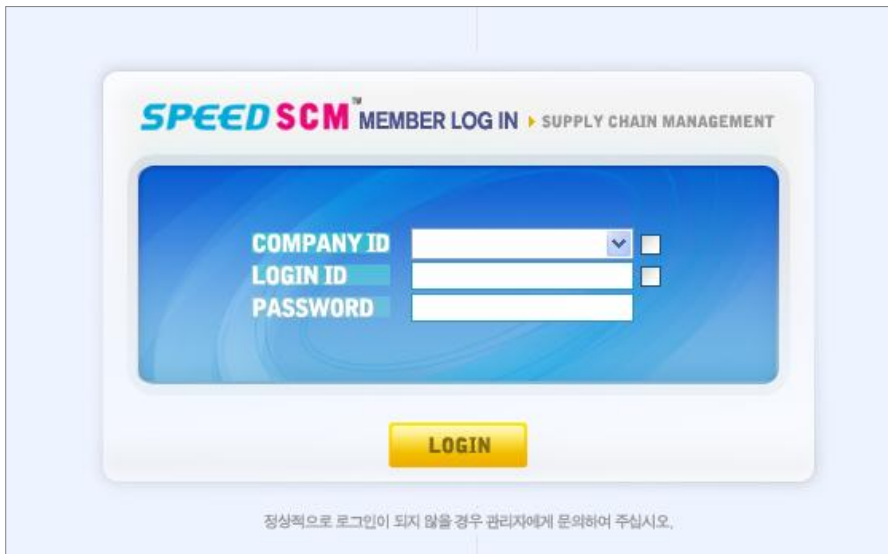 SPEED SCM™ MEMBER LOG IN SUPPLY CHAIN MANAGEMENT
COMPANY ID
LOGIN ID
PASSWORD
LOGIN
정상적으로 로그인이 되지 않을 경우 관리자에게 문의하여 주십시오.